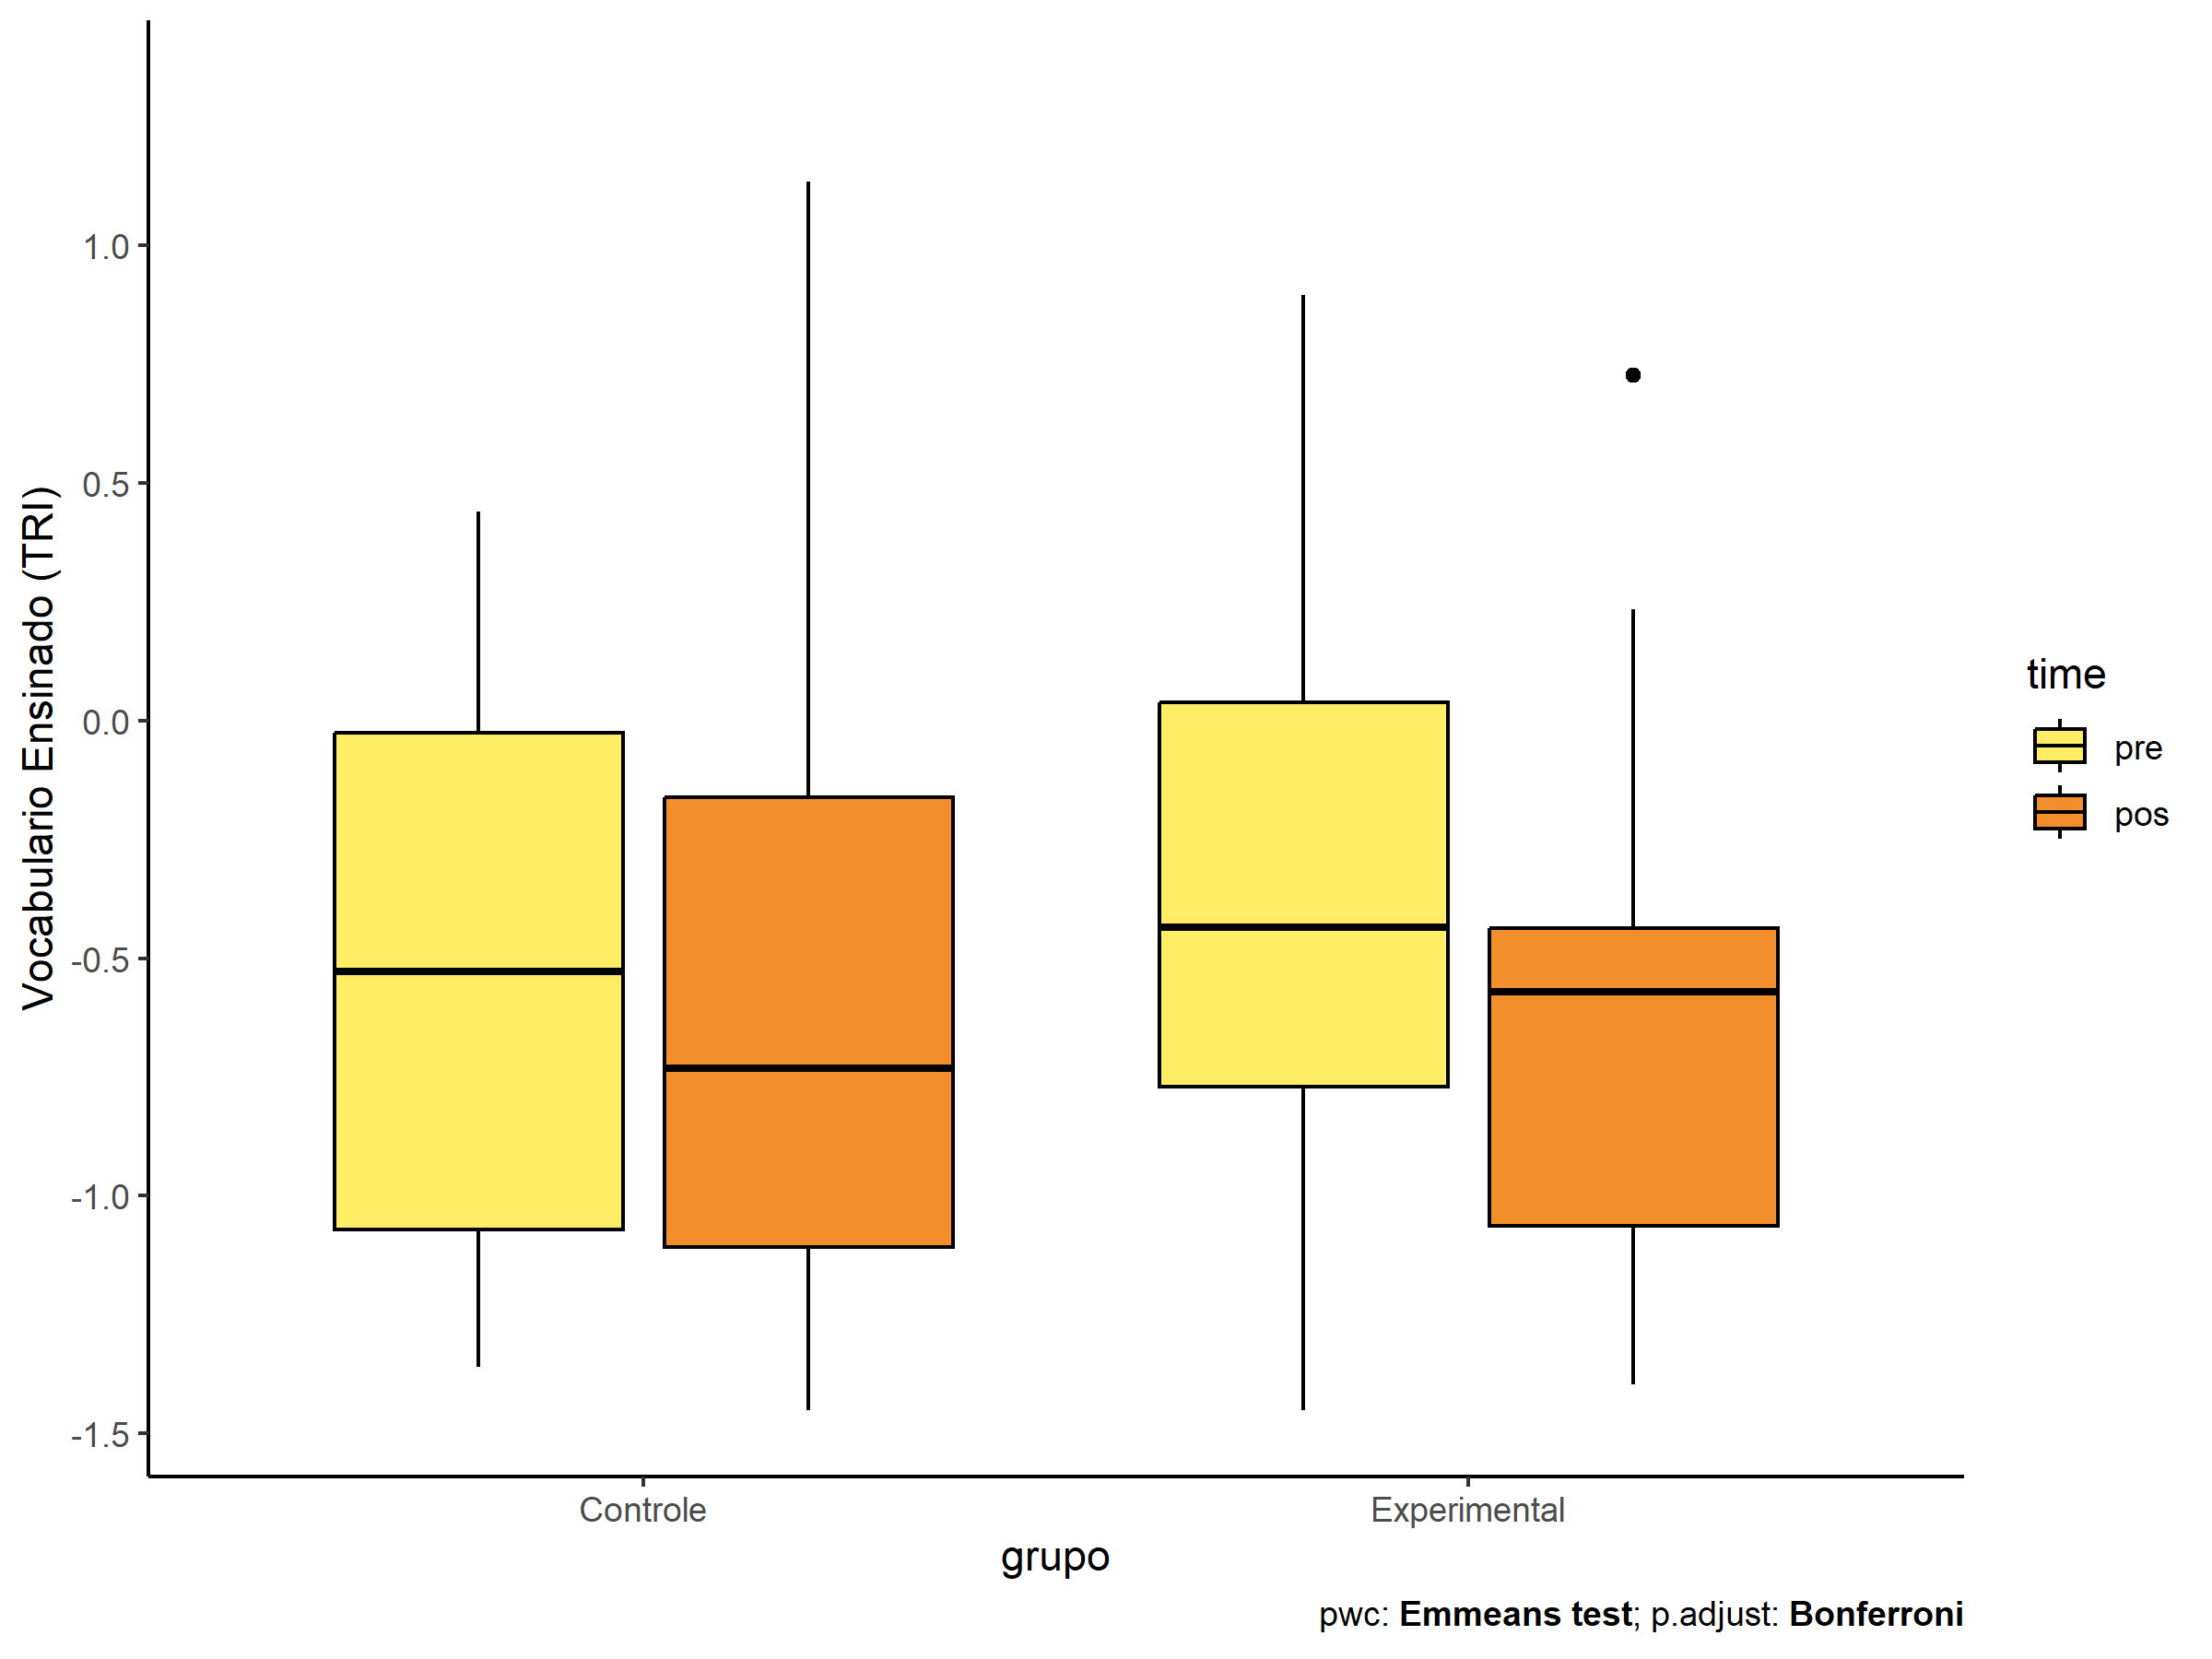 Vocabulario Ensinado (TRI)
1.0
0.5
0.0
-0.5
-1.0
-1.5
Controle
Experimental
grupo
time
pre
pos
pwc: Emmeans test; p.adjust: Bonferroni